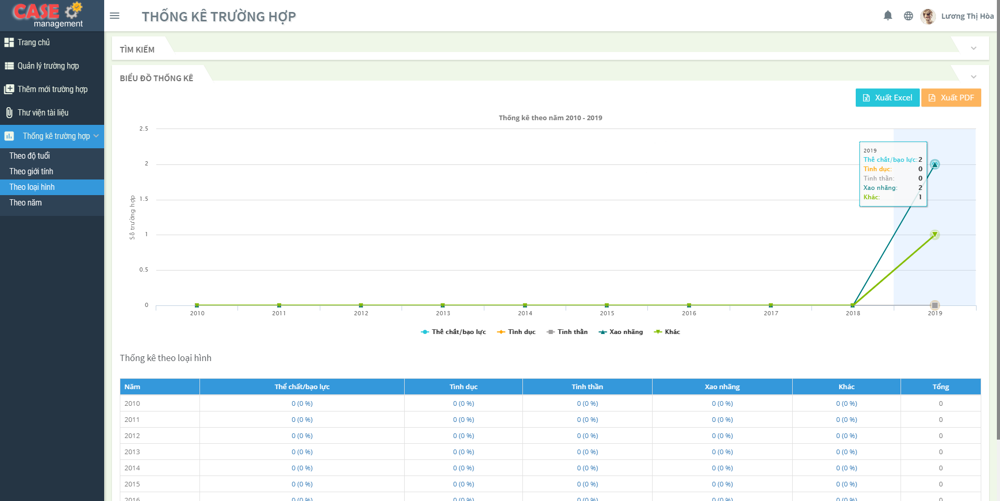 CASE
management
THỐNG KÊ TRƯỜNG HỢP
Lương Thị Hòa
Trang chủ
Quản lý trường hợp
Thêm mới trường hợp
Thư viện tài liệu
Thống kê trường hợp
Theo độ tuổi
Theo giới tính
Theo loại hình
Theo năm
TÌM KIẾM
BIỂU ĐỒ THỐNG KÊ
Xuất Excel
Xuất PDF
Thống kê theo năm 2010 - 2019
Số trường hợp
2.5
2
1.5
1
0.5
0
2019
Thể chất/bạo lực: 2
Tình dục: 0
Tinh thần: 0
Xao nhãng: 2
Khác: 1
2010 2011 2012 2013 2014 2015 2016 2017 2018 2019
Thể chất/bạo lực Tình dục Tinh thần Xao nhãng Khác
Thống kê theo loại hình
Năm Thể chất/bạo lực Tình dục Tinh thần Xao nhãng Khác Tổng
2010 0 (0 %) 0 (0 %) 0 (0 %) 0 (0 %) 0 (0 %) 0
2011 0 (0 %) 0 (0 %) 0 (0 %) 0 (0 %) 0 (0 %) 0
2012 0 (0 %) 0 (0 %) 0 (0 %) 0 (0 %) 0 (0 %) 0
2013 0 (0 %) 0 (0 %) 0 (0 %) 0 (0 %) 0 (0 %) 0
2014 0 (0 %) 0 (0 %) 0 (0 %) 0 (0 %) 0 (0 %) 0
2015 0 (0 %) 0 (0 %) 0 (0 %) 0 (0 %) 0 (0 %) 0
2016 0 (0 %) 0 (0 %) 0 (0 %) 0 (0 %) 0 (0 %) 0